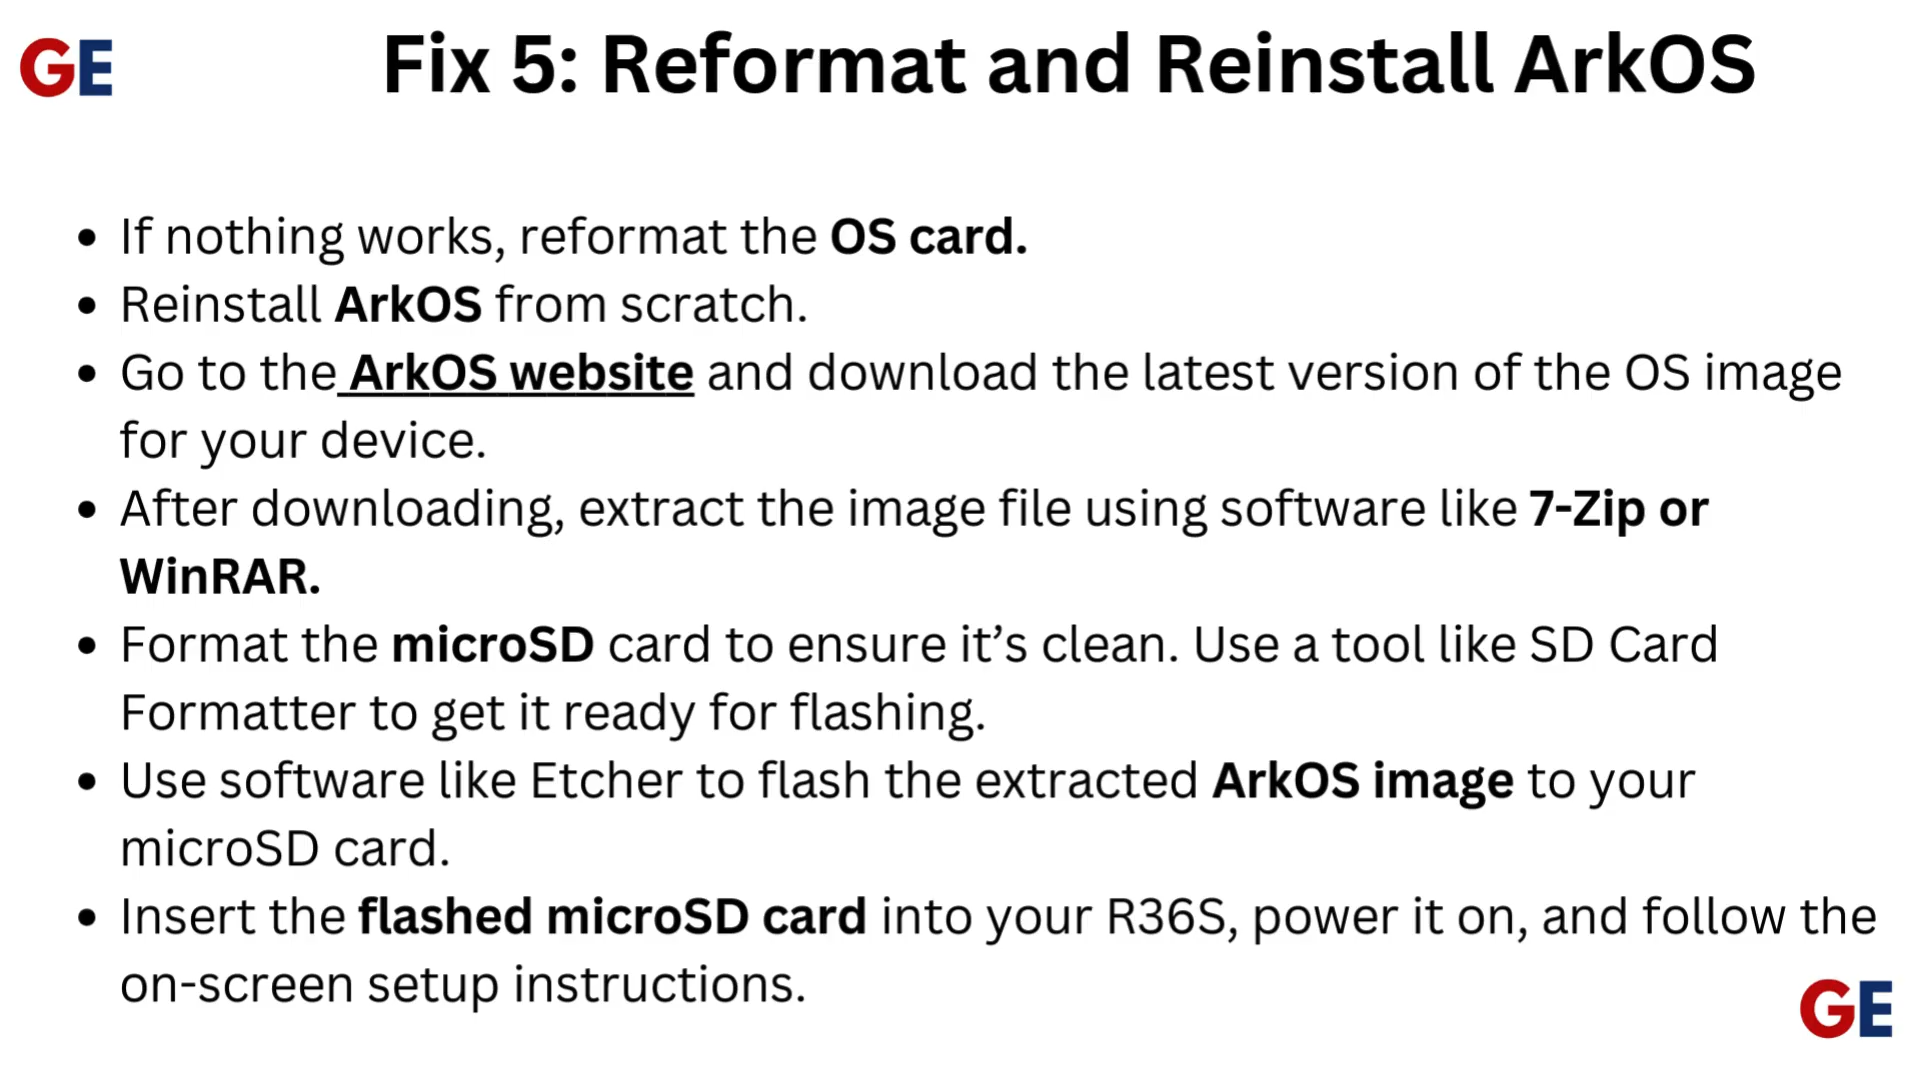 GE
Fix 5: Reformat and Reinstall ArkOS
• If nothing works, reformat the OS card.
• Reinstall ArkOS from scratch.
• Go to the ArkOS website and download the latest version of the OS image
for your device.
• After downloading, extract the image file using software like 7-Zip or
WinRAR.
• Format the microSD card to ensure it’s clean. Use a tool like SD Card
Formatter to get it ready for flashing.
• Use software like Etcher to flash the extracted ArkOS image to your
microSD card.
• Insert the flashed microSD card into your R36S, power it on, and follow the
on-screen setup instructions.
GE